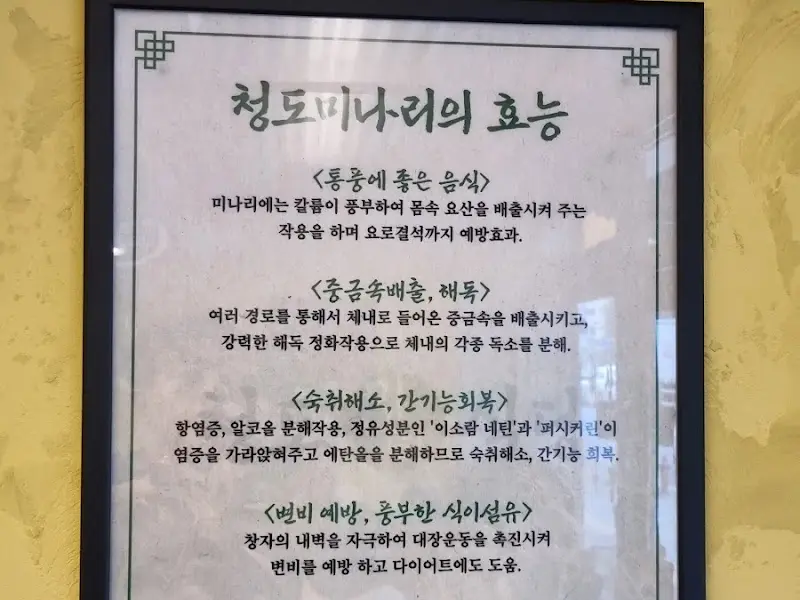 청도미나리의 효능
<통풍에 좋은 음식>
미나리에는 칼륨이 풍부하여 몸속 요산을 배출시켜 주는
작용을 하며 요로결석까지 예방효과.
<중금속배출, 해독>
여러 경로를 통해서 체내로 들어온 중금속을 배출시키고,
강력한 해독 정화작용으로 체내의 각종 독소를 분해.
<숙취해소, 간기능회복>
항염증, 알코올 분해작용, 정유성분인 '이소람 네틴'과 '퍼시커린'이
염증을 가라앉혀주고 에탄올을 분해하므로 숙취해소, 간기능 회복.
<변비 예방, 풍부한 식이섬유>
창자의 내벽을 자극하여 대장운동을 촉진시켜
변비를 예방 하고 다이어트에도 도움.